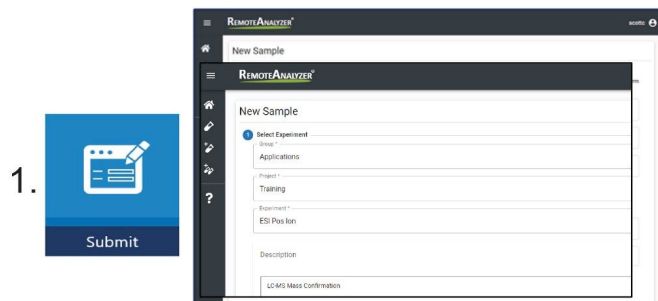 REMOTEANALYZER®
scotte
New Sample
REMOTEANALYZER®
New Sample
1 Select Experiment
Group *
Applications
Project *
Training
Experiment *
ESI Pos Ion
Description
LC-MS Mass Confirmation
?
1.
Submit